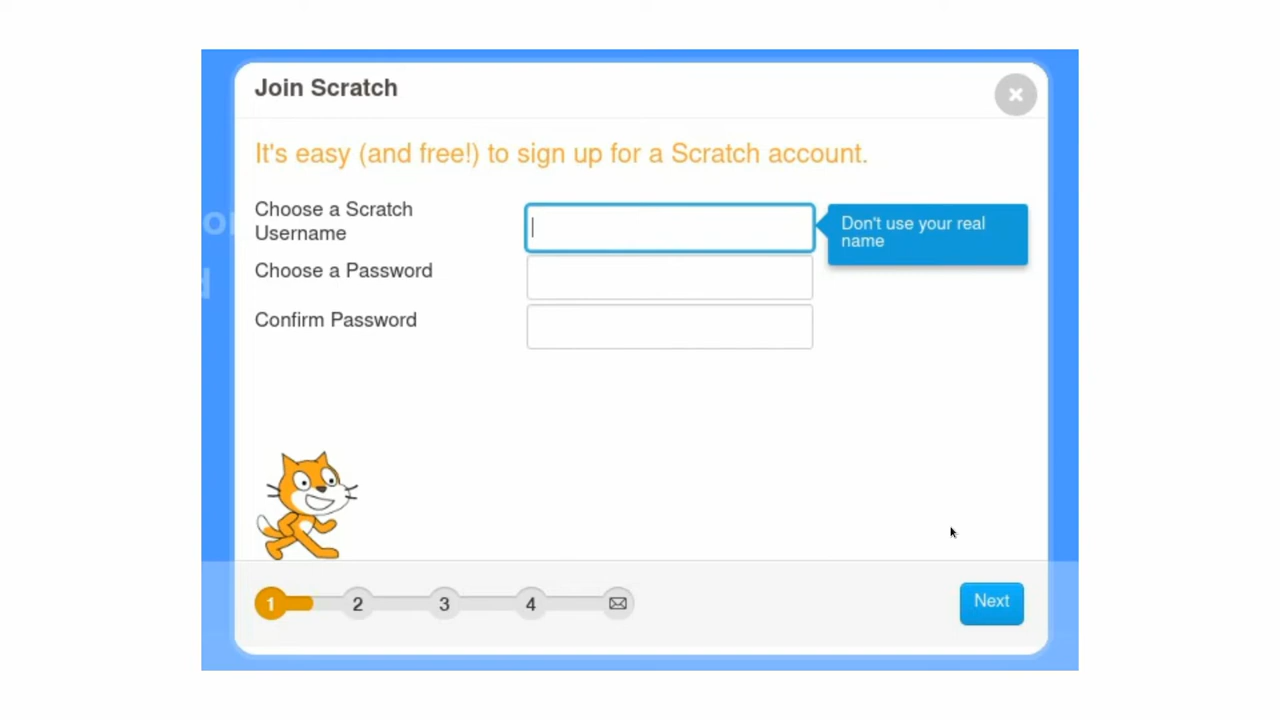 Join Scratch
It's easy (and free!) to sign up for a Scratch account.
Choose a Scratch
Username
Don't use your real
name
Choose a Password
Confirm Password
1 2 3 4
Next